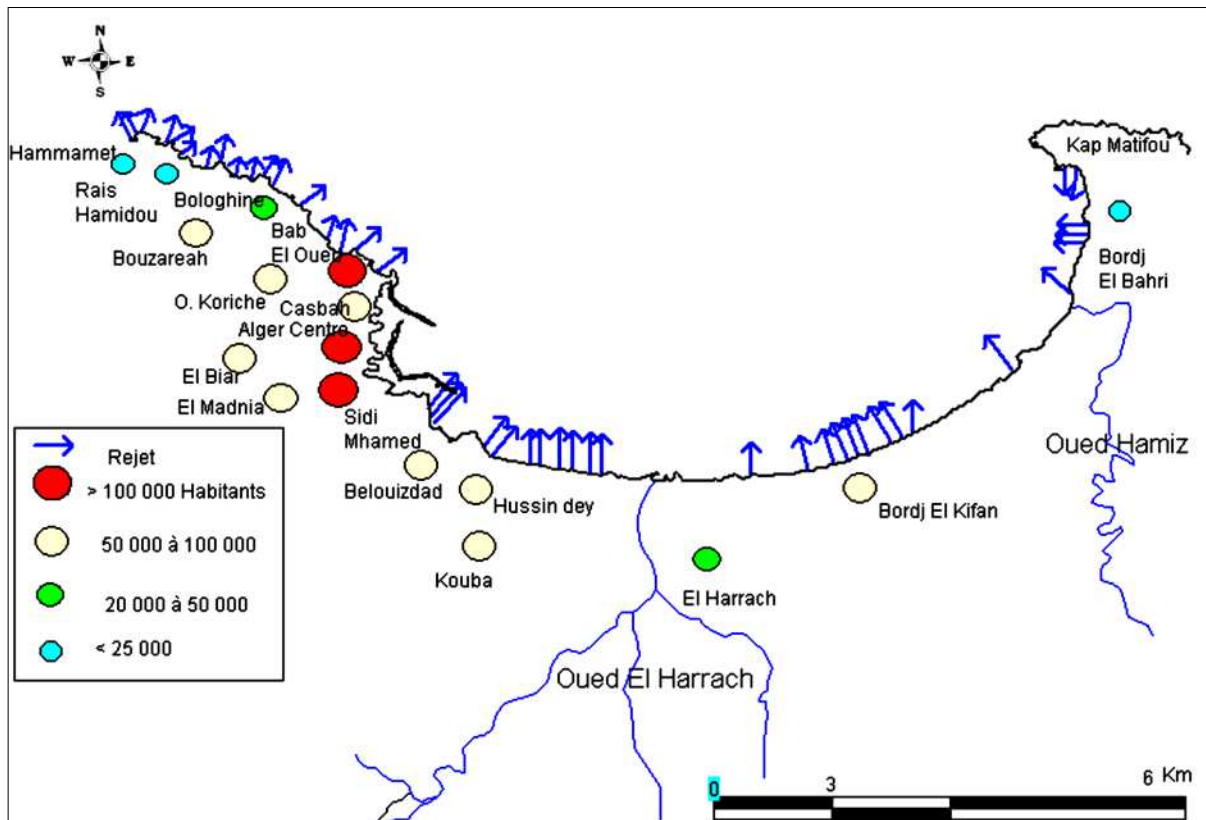 N
W E
S
Hammamet
Rais
Hamidou
Bologhine
Bouzareah
Bab
El Oued
O. Koriche
Casbah
Alger Centre
El Biar
El Madnia
Sidi
Mhamed
Belouizdad
Hussin dey
Kouba
El Harrach
Bordj El Kifan
Kap Matifou
Bordj
El Bahri
Oued Hamiz
Oued El Harrach
Rejet
> 100 000 Habitants
50 000 à 100 000
20 000 à 50 000
< 25 000
0 3 6 Km